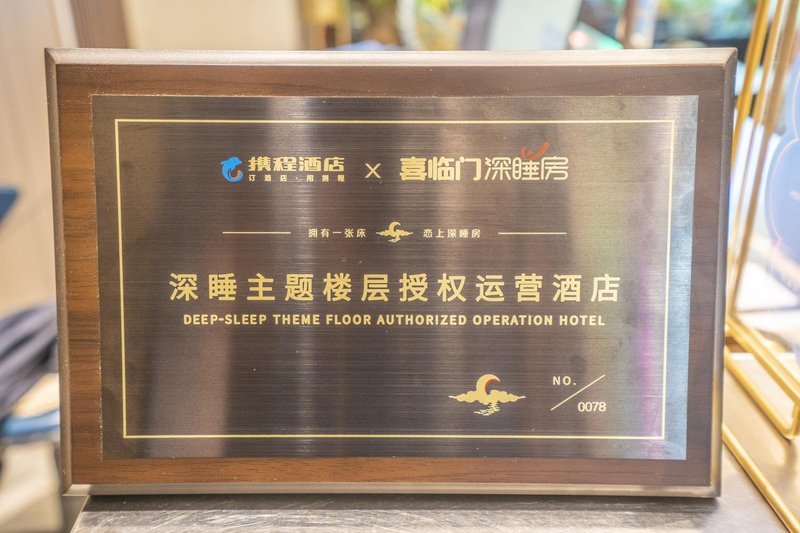 携程酒店 × 喜临门深睡房
订酒店·用携程
拥有一张床 恋上深睡房
深睡主题楼层授权运营酒店
DEEP-SLEEP THEME FLOOR AUTHORIZED OPERATION HOTEL
NO.
0078